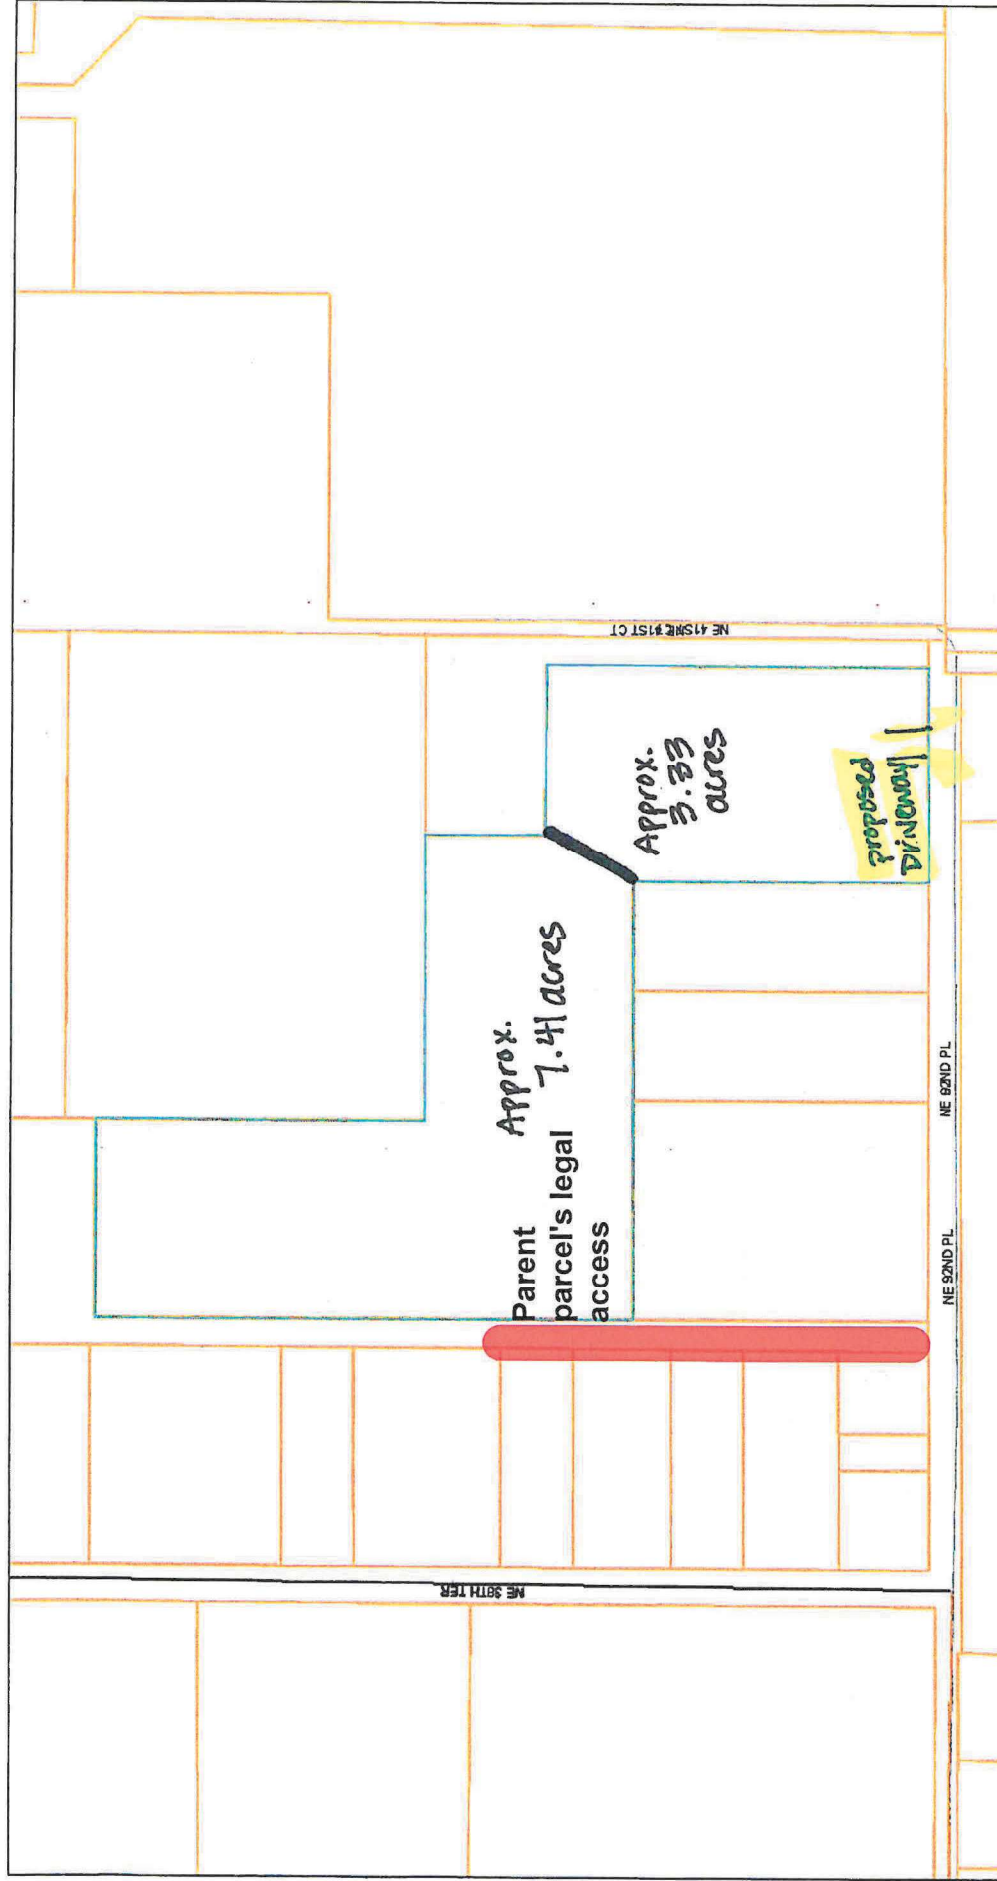 Parent
parcel's legal
access
Approx.
7.41 acres
Approx.
3.33
acres
proposed
Driveway
NE 38TH TER
NE 92ND PL
NE 92ND PL
41ST CT